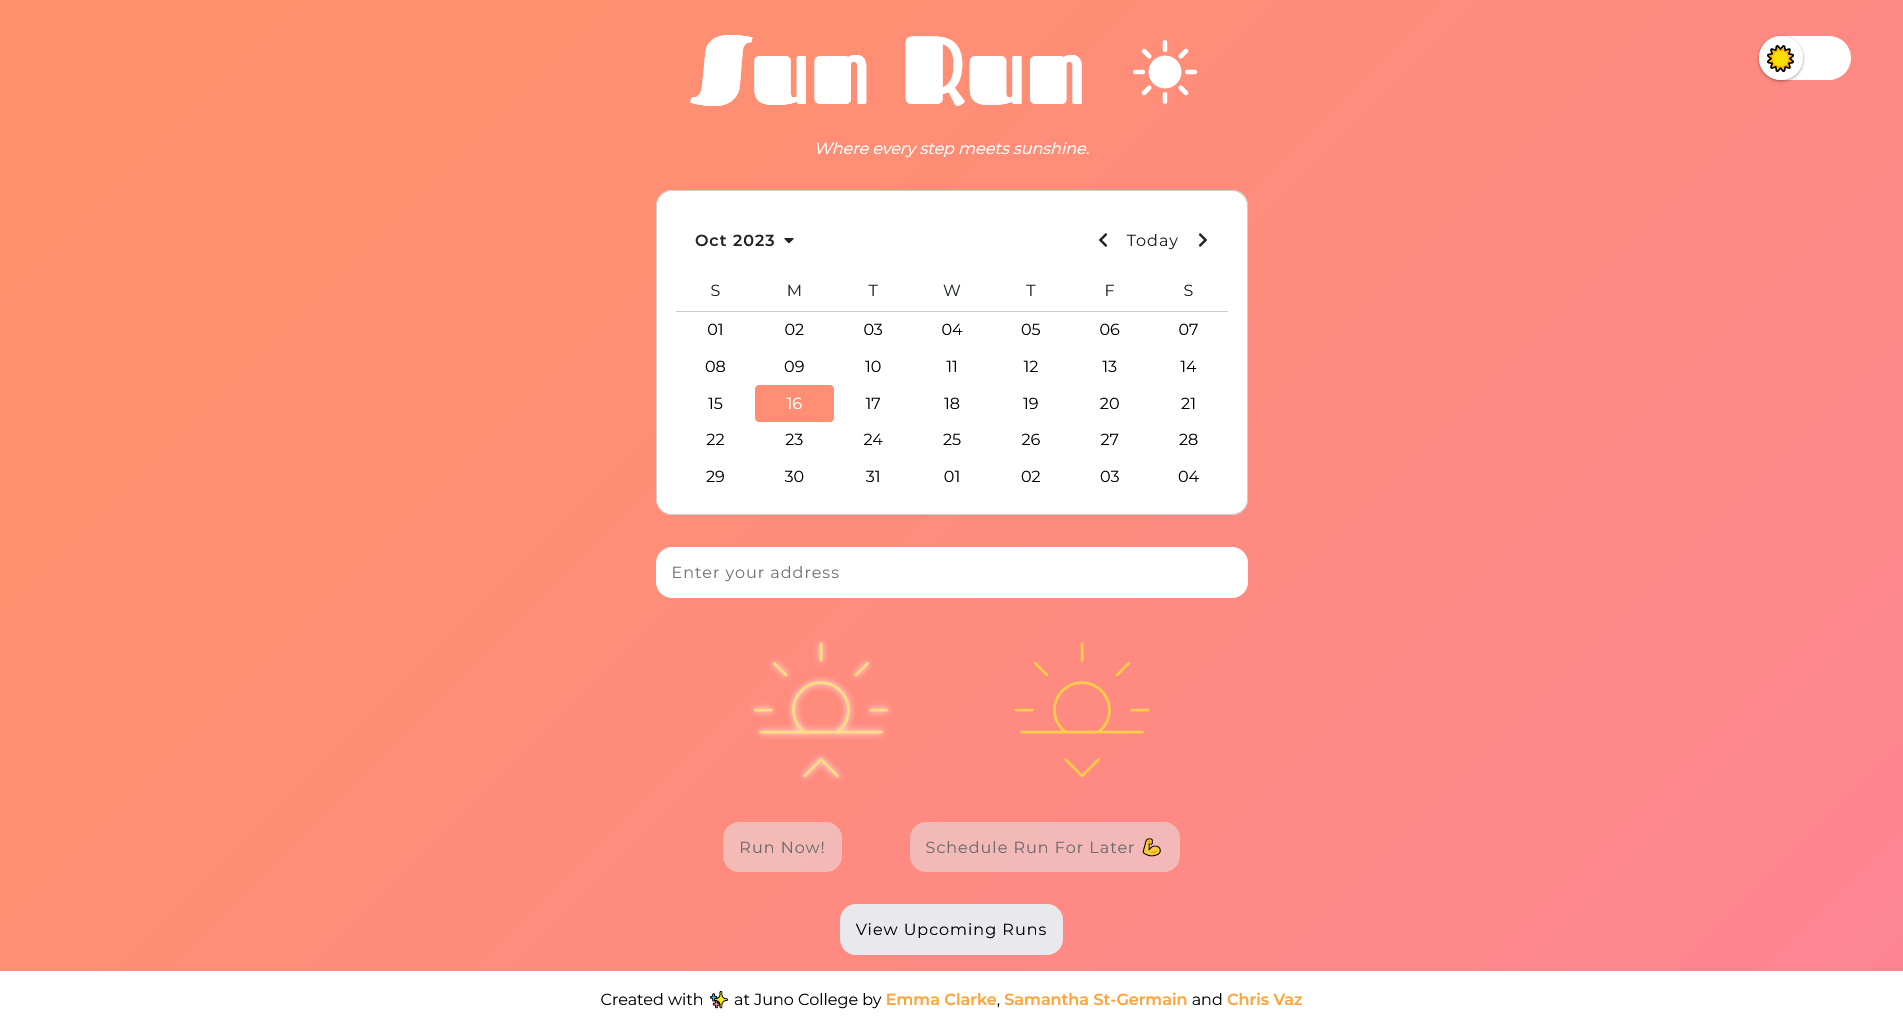 Sun Run
Where every step meets sunshine.
Oct 2023 Today
S M T W T F S
01 02 03 04 05 06 07
08 09 10 11 12 13 14
15 16 17 18 19 20 21
22 23 24 25 26 27 28
29 30 31 01 02 03 04
Enter your address
Run Now! Schedule Run For Later 💪
View Upcoming Runs
Created with ✨ at Juno College by Emma Clarke, Samantha St-Germain and Chris Vaz